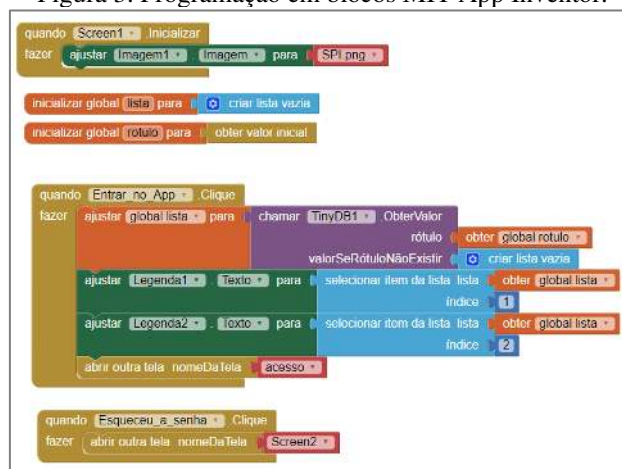 Figura 5. Programação em blocos MIT App Inventor.
quando Screen1 .Inicializar
fazer ajustar Imagem1 . Imagem para SPI.png
inicializar global lista para criar lista vazia
inicializar global rotulo para obter valor inicial
quando Entrar_no_App .Clique
fazer ajustar global lista para chamar TinyDB1 .ObterValor
rótulo obter global rotulo
valorSeRótuloNãoExistir criar lista vazia
ajustar Legenda1 . Texto para selecionar item da lista lista obter global lista
índice 1
ajustar Legenda2 . Texto para selecionar item da lista lista obter global lista
índice 2
abrir outra tela nomeDaTela acesso
quando Esqueceu_a_senha .Clique
fazer abrir outra tela nomeDaTela Screen2